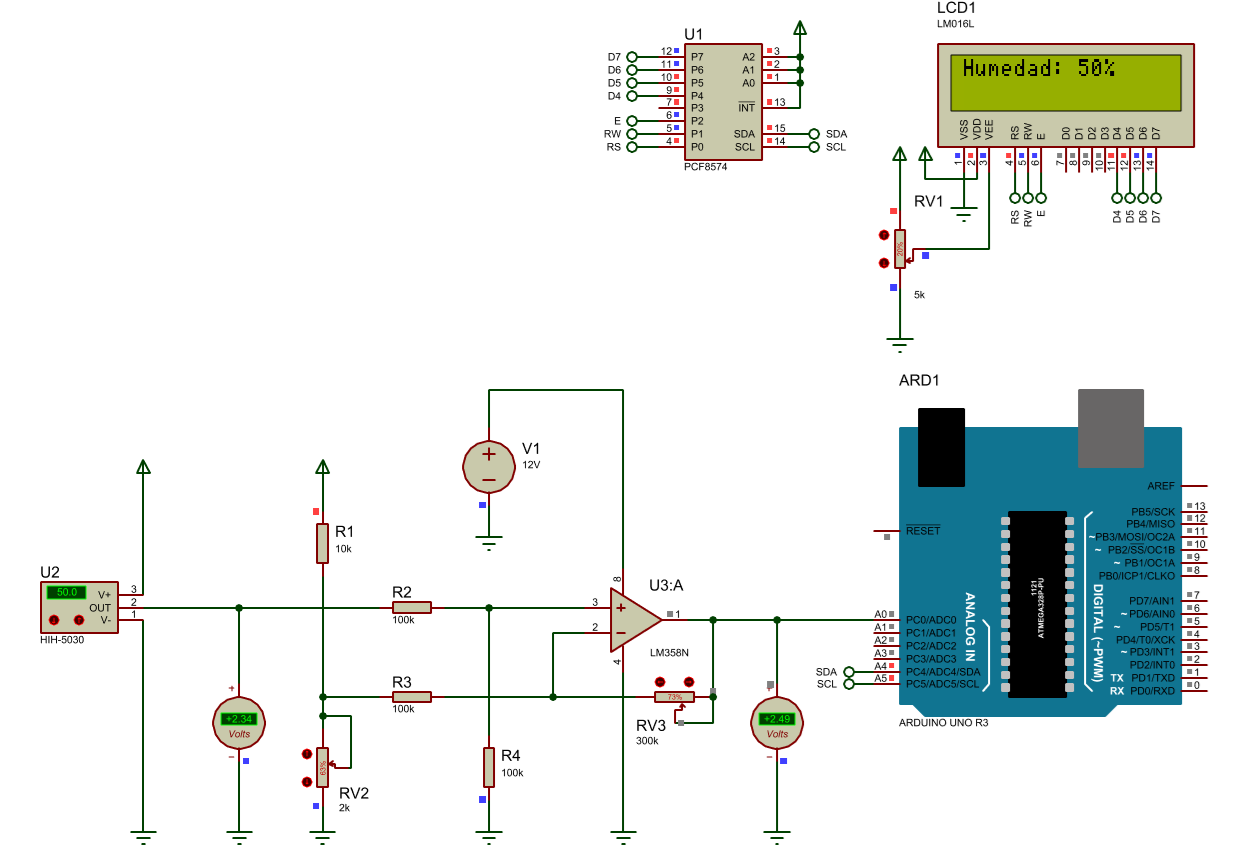 LCD1
LM016L
Humedad: 50%
VSS
VDD
VEE
RS
RW
E
D0
D1
D2
D3
D4
D5
D6
D7
1
2
3
4
5
6
7
8
9
10
11
12
13
14
RS
RW
E
D4
D5
D6
D7
U1
D7 12 P7
D6 11 P6
D5 10 P5
D4 9 P4
7 P3
E 6 P2
RW 5 P1
RS 4 P0
A2 3
A1 2
A0 1
INT 13
SDA 15 SDA
SCL 14 SCL
PCF8574
RV1
20%
5k
ARD1
V1
12V
R1
10k
U2
50.0
V+ 3
OUT 2
V- 1
HIH-5030
R2
100k
R3
100k
R4
100k
U3:A
8
3
2
1
4
LM358N
73%
RV3
300k
+2.34
Volts
63%
RV2
2k
+2.49
Volts
RESET
AREF
PB5/SCK 13
PB4/MISO 12
~PB3/MOSI/OC2A 11
~ PB2/SS/OC1B 10
~ PB1/OC1A 9
PB0/ICP1/CLKO 8
PD7/AIN1 7
~ PD6/AIN0 6
~ PD5/T1 5
PD4/T0/XCK 4
~ PD3/INT1 3
PD2/INT0 2
TX PD1/TXD 1
RX PD0/RXD 0
A0 PC0/ADC0
A1 PC1/ADC1
A2 PC2/ADC2
A3 PC3/ADC3
SDA A4 PC4/ADC4/SDA
SCL A5 PC5/ADC5/SCL
ANALOG IN
1121
ATMEGA328P-PU
DIGITAL (~PWM)
ARDUINO UNO R3